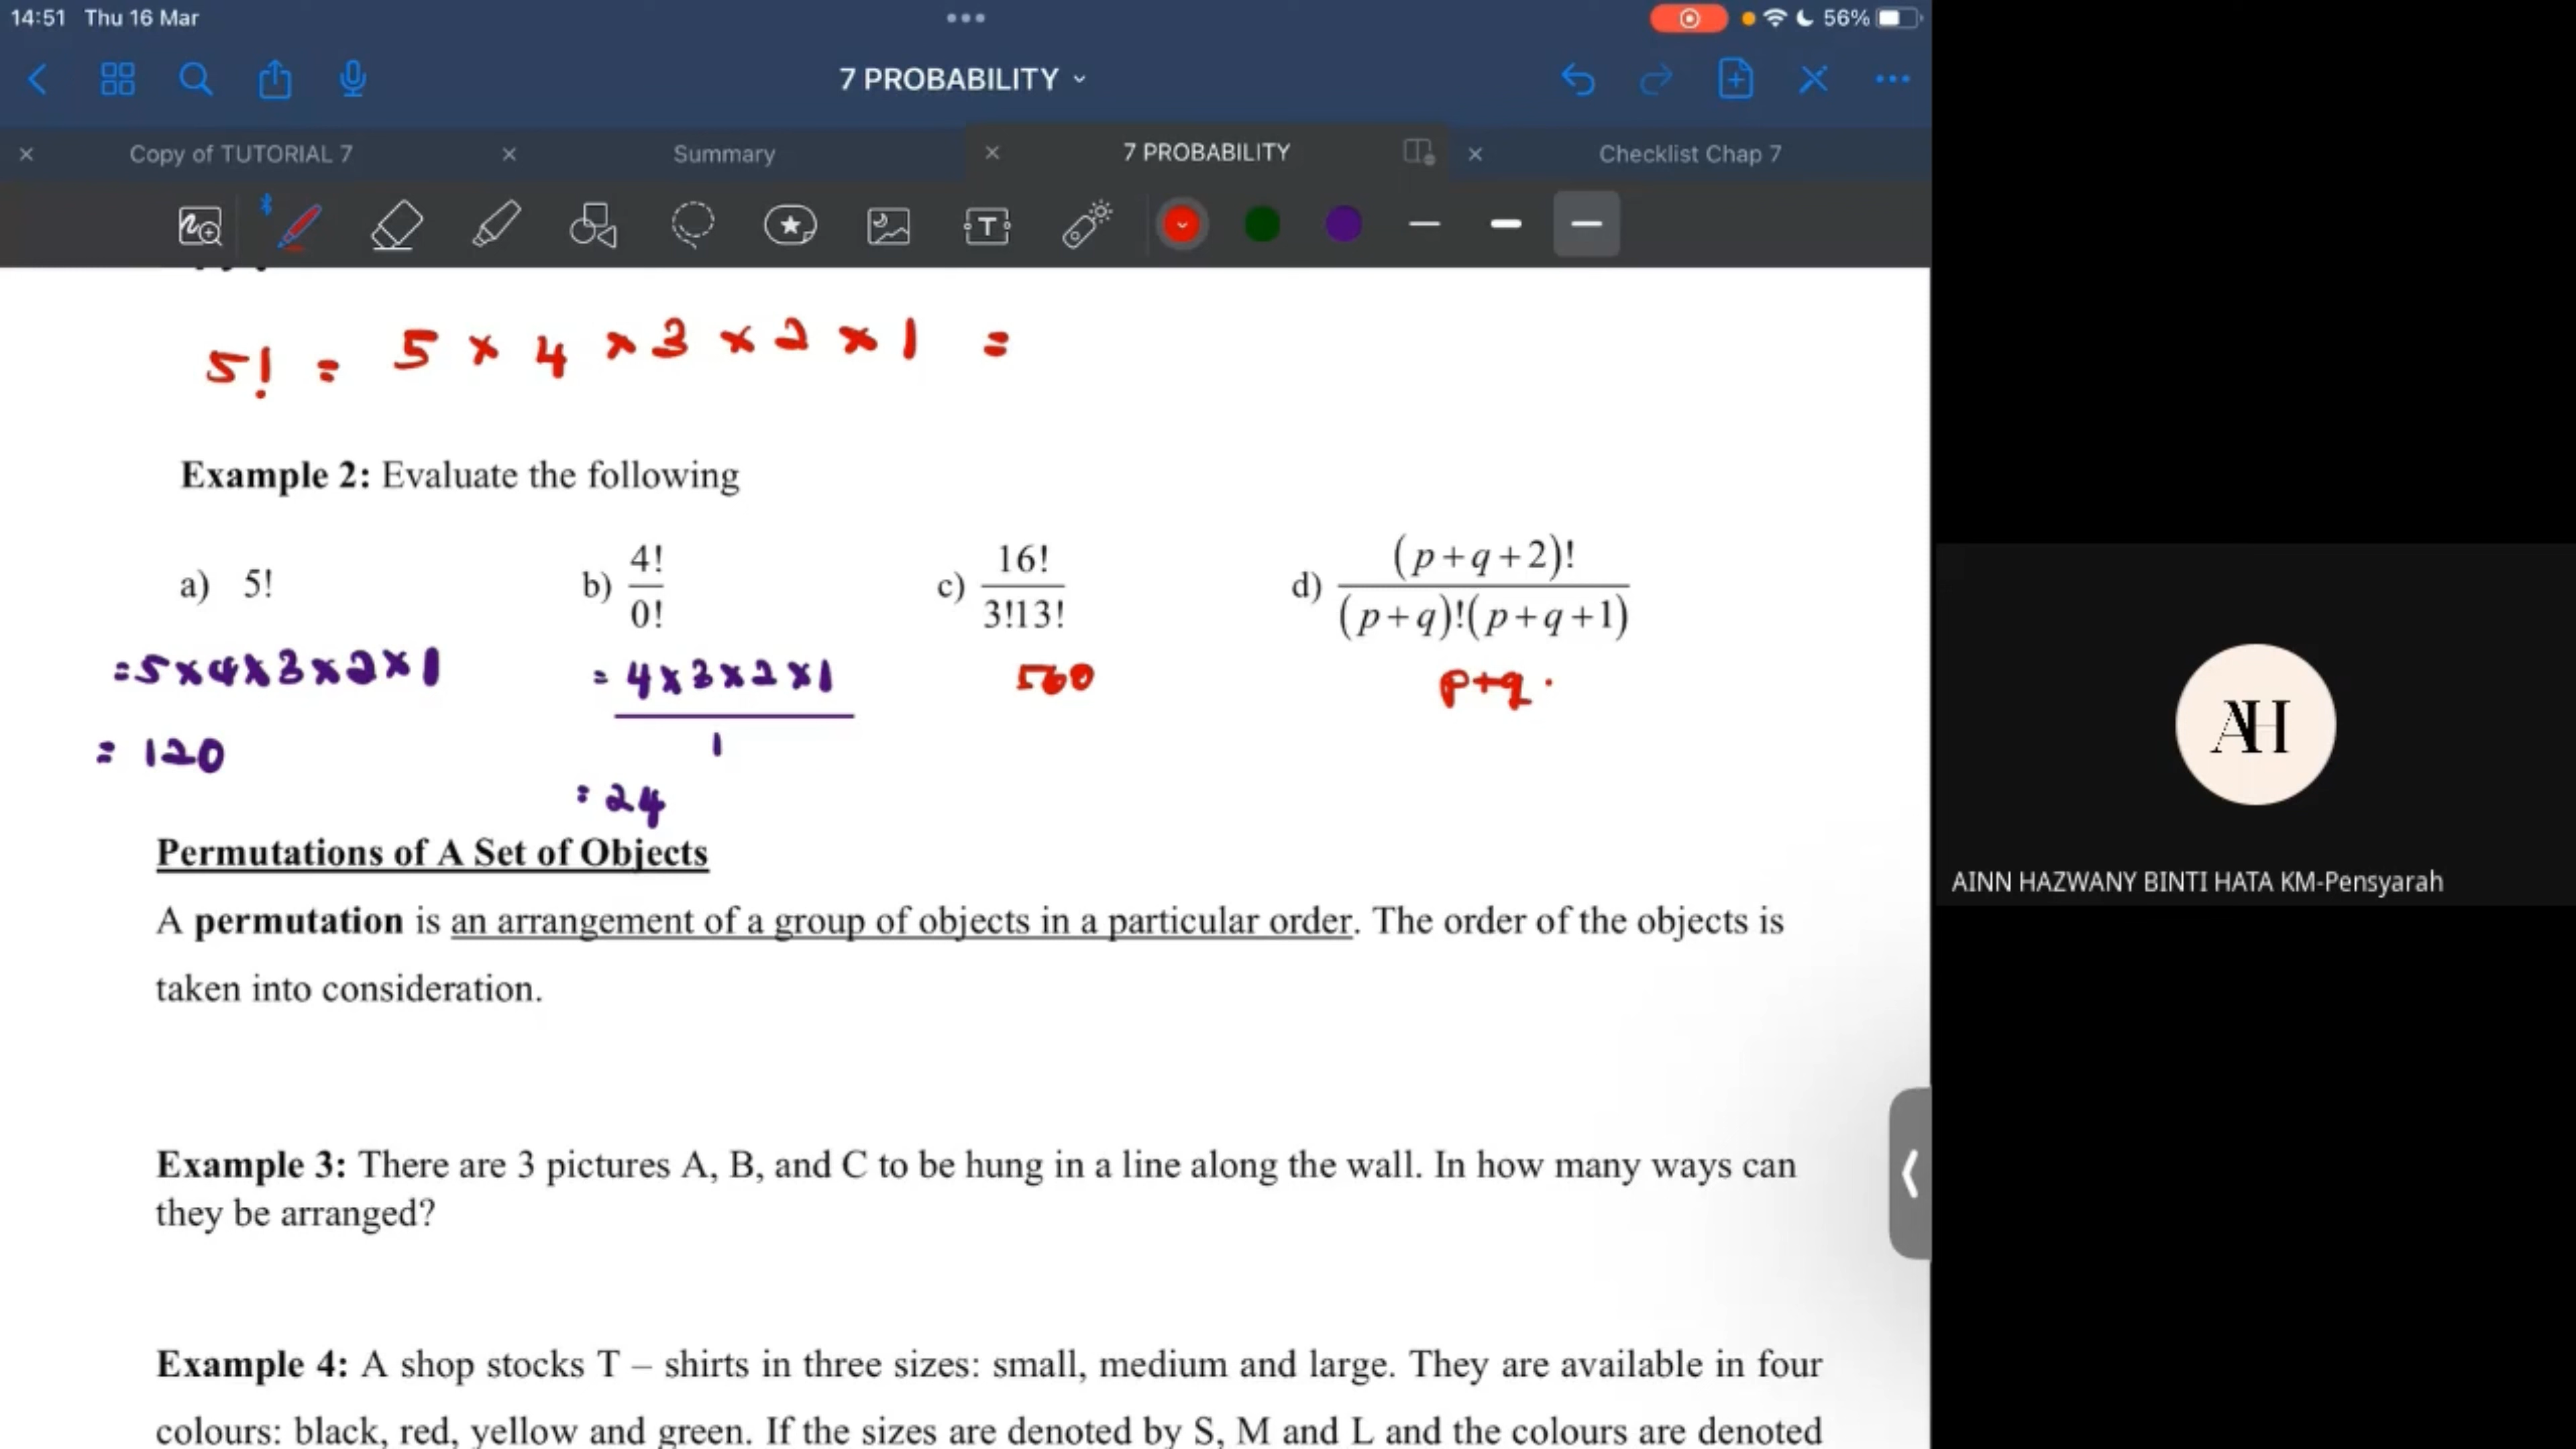 14:51 Thu 16 Mar
56%
7 PROBABILITY
Copy of TUTORIAL 7
Summary
7 PROBABILITY
Checklist Chap 7
T
5! = 5 × 4 × 3 × 2 × 1 =
Example 2: Evaluate the following
a) 5!
= 5 × 4 × 3 × 2 × 1
= 120
b) 4!
0!
= 4 × 3 × 2 × 1
1
= 24
c) 16!
3!13!
560
d) (p+q+2)!
(p+q)!(p+q+1)
p+q ·
Permutations of A Set of Objects
A permutation is an arrangement of a group of objects in a particular order. The order of the objects is
taken into consideration.
Example 3: There are 3 pictures A, B, and C to be hung in a line along the wall. In how many ways can
they be arranged?
Example 4: A shop stocks T – shirts in three sizes: small, medium and large. They are available in four
colours: black, red, yellow and green. If the sizes are denoted by S, M and L and the colours are denoted
AH
AINN HAZWANY BINTI HATA KM-Pensyarah